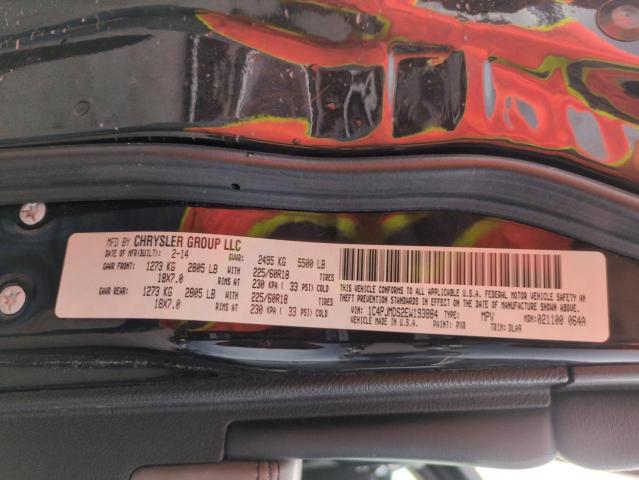 MFD BY CHRYSLER GROUP LLC
DATE OF MFR(BUILT): 2-14 GVWR: 2495 KG 5500 LB
GAWR FRONT: 1273 KG 2805 LB WITH 225/60R18 TIRES
18X7.0 RIMS AT 230 KPA ( 33 PSI) COLD
GAWR REAR: 1273 KG 2805 LB WITH 225/60R18 TIRES
18X7.0 RIMS AT 230 KPA ( 33 PSI) COLD
THIS VEHICLE CONFORMS TO ALL APPLICABLE U.S.A. FEDERAL MOTOR VEHICLE SAFETY AN
THEFT PREVENTION STANDARDS IN EFFECT ON THE DATE OF MANUFACTURE SHOWN ABOVE.
VIN: 1C4PJMDS2EW193884 TYPE: MPV MDH:021100 064A
VEHICLE MADE IN U.S.A. PAINT: PXR TRIM: DLA9